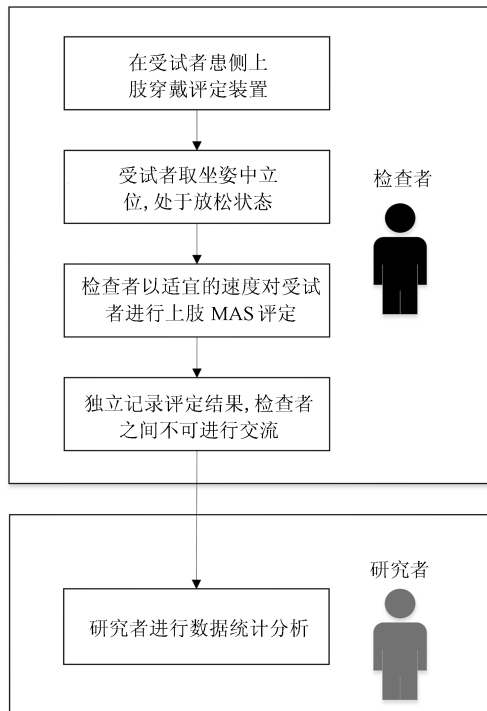 在受试者患侧上
肢穿戴评定装置
受试者取坐姿中立
位,处于放松状态
检查者
检查者以适宜的速度对受试
者进行上肢 MAS 评定
独立记录评定结果,检查者
之间不可进行交流
研究者
研究者进行数据统计分析